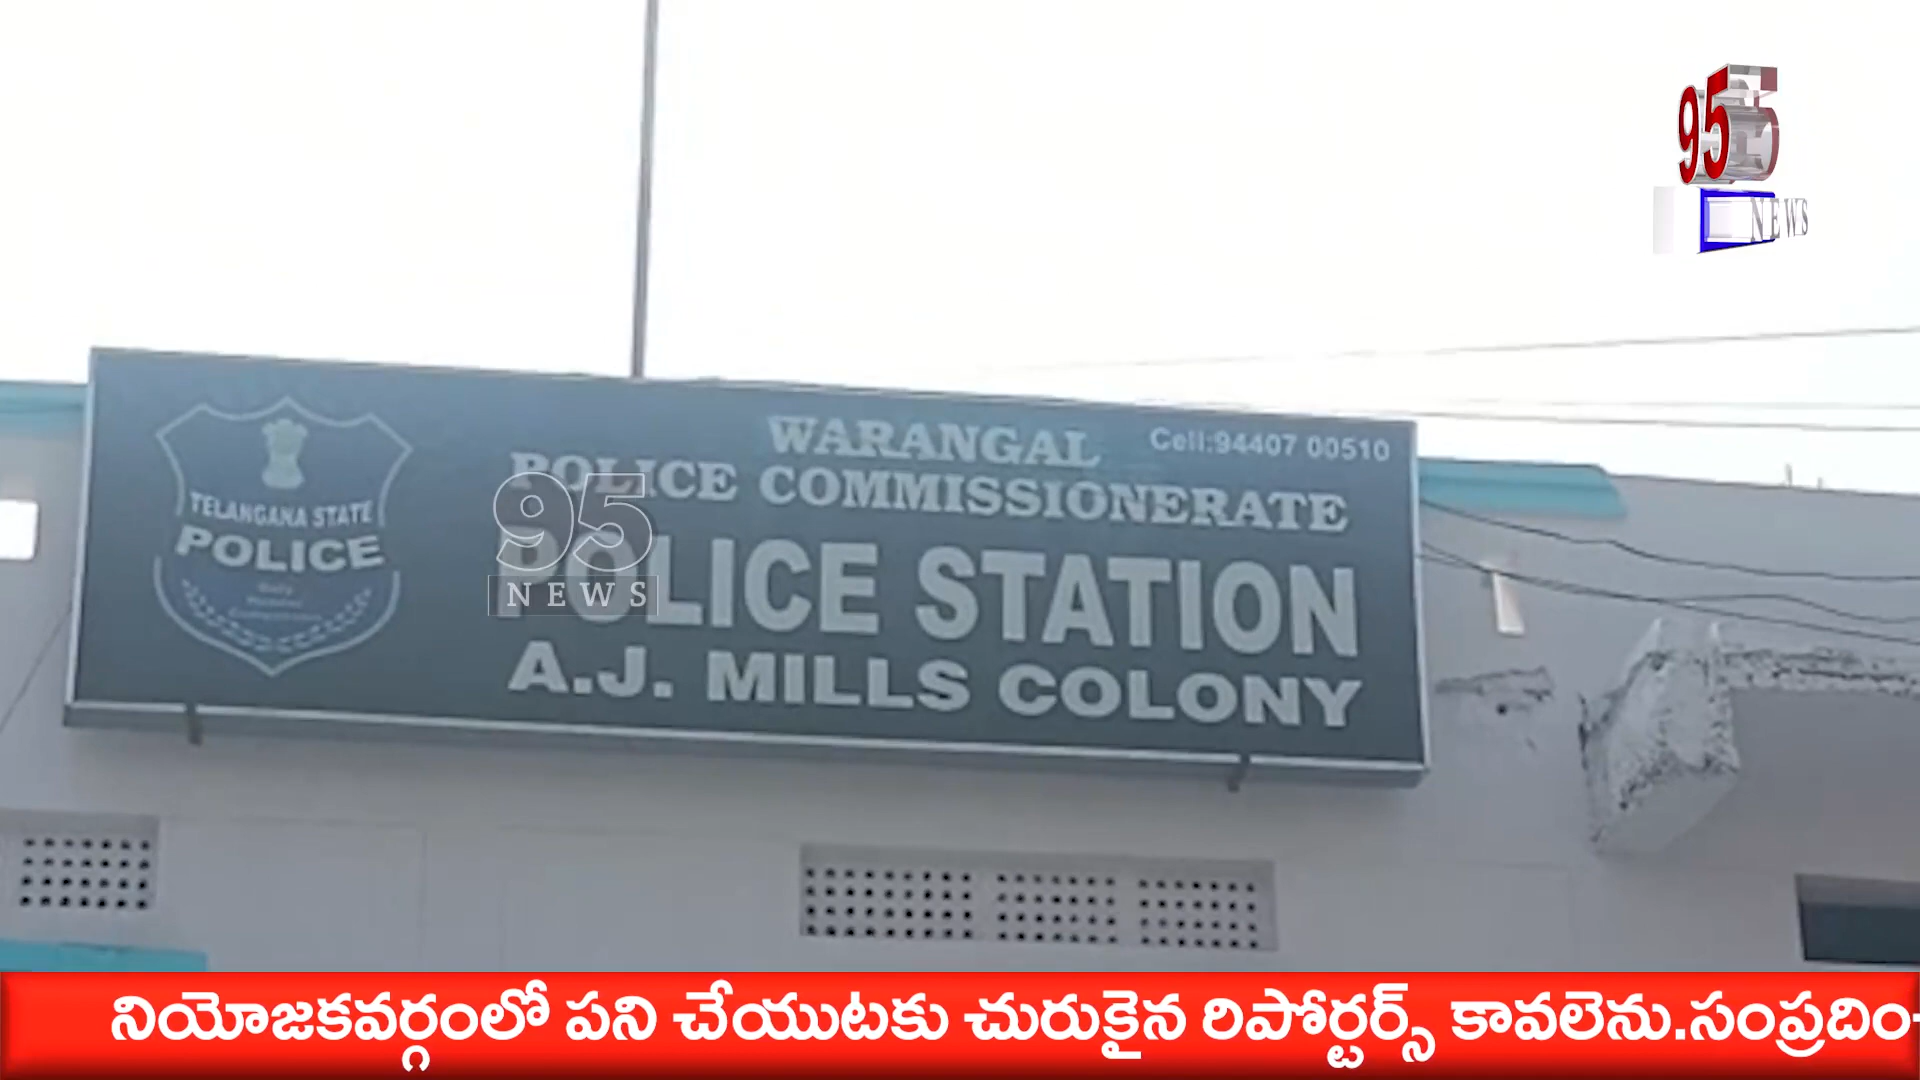 95
NEWS
WARANGAL
Cell:94407 00510
POLICE COMMISSIONERATE
POLICE STATION
A.J. MILLS COLONY
TELANGANA STATE
POLICE
95
NEWS
నియోజకవర్గంలో పని చేయుటకు చురుకైన రిపోర్టర్స్ కావలెను.సంప్రదిం